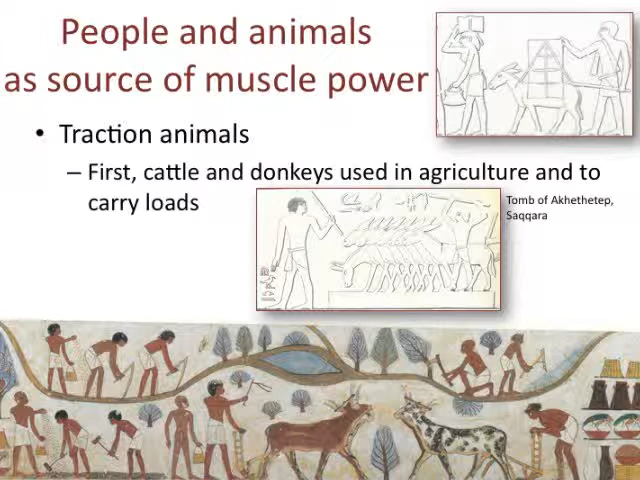 People and animals
as source of muscle power
• Traction animals
– First, cattle and donkeys used in agriculture and to
carry loads
Tomb of Akhethetep,
Saqqara